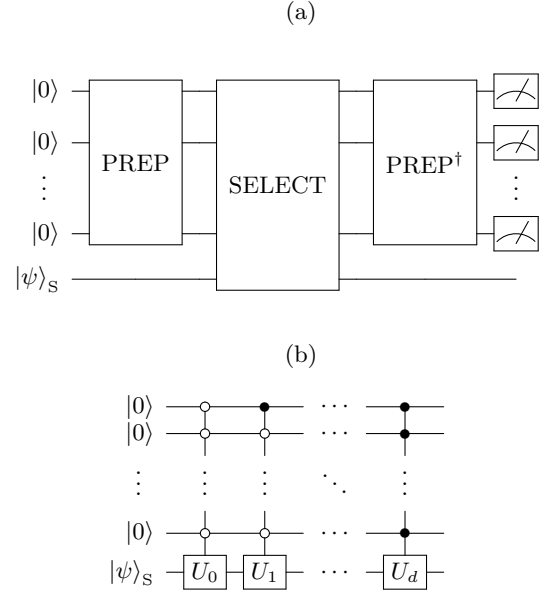 (a)
|0⟩
|0⟩
⋮ PREP SELECT PREP† ⋮
|0⟩
|ψ⟩S
(b)
|0⟩ ⋯
|0⟩ ⋯
⋮ ⋮ ⋮ ⋱ ⋮
|0⟩ ⋯
|ψ⟩S U0 U1 ⋯ Ud